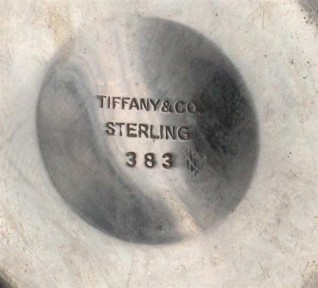 TIFFANY & CO.
STERLING
383